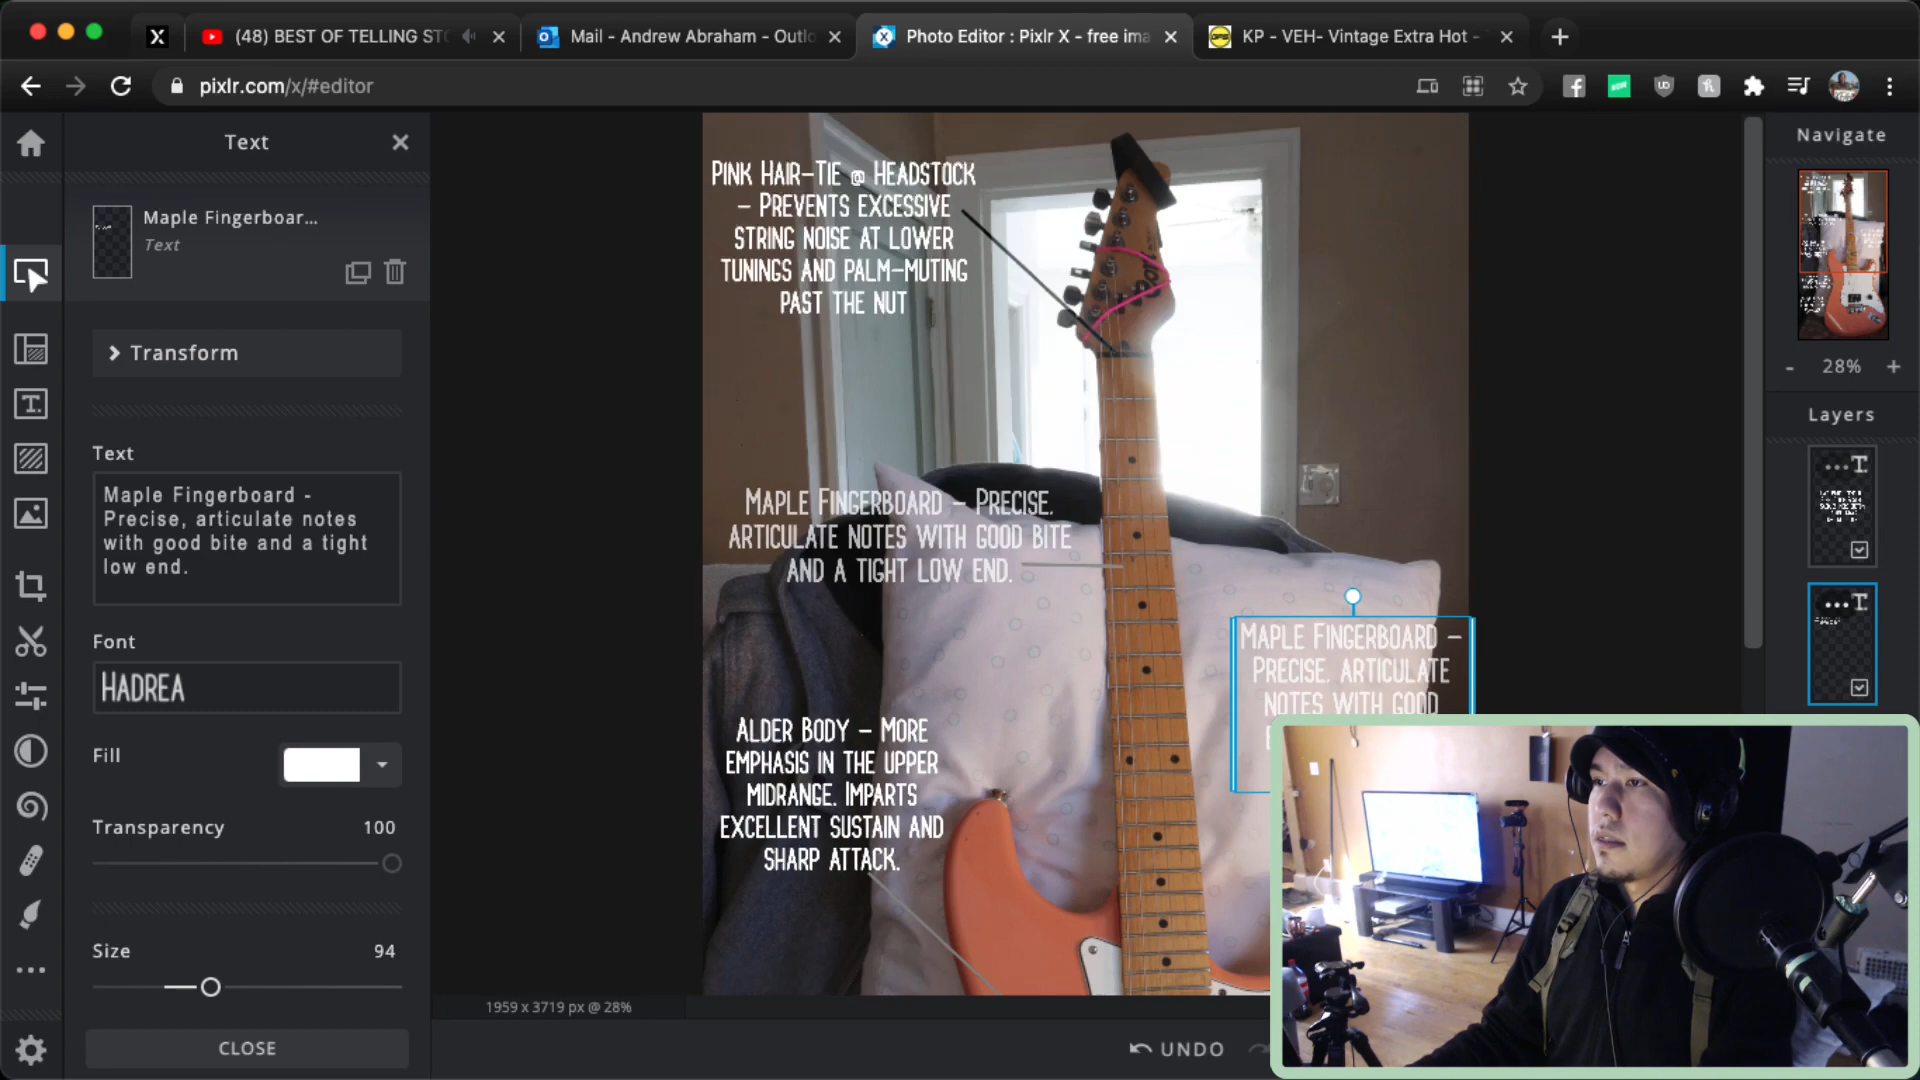 (48) BEST OF TELLING STO
Mail - Andrew Abraham - Outlo
Photo Editor : Pixlr X - free ima
KP - VEH- Vintage Extra Hot -
pixlr.com/x/#editor
Text
Maple Fingerboar...
Text
Transform
Text
Maple Fingerboard -
Precise, articulate notes
with good bite and a tight
low end.
Font
HADREA
Fill
Transparency
100
Size
94
CLOSE
PINK HAIR-TIE @ HEADSTOCK
- PREVENTS EXCESSIVE
STRING NOISE AT LOWER
TUNINGS AND PALM-MUTING
PAST THE NUT
MAPLE FINGERBOARD - PRECISE,
ARTICULATE NOTES WITH GOOD BITE
AND A TIGHT LOW END.
MAPLE FINGERBOARD -
PRECISE, ARTICULATE
NOTES WITH GOOD
ALDER BODY - MORE
EMPHASIS IN THE UPPER
MIDRANGE. IMPARTS
EXCELLENT SUSTAIN AND
SHARP ATTACK.
1959 x 3719 px @ 28%
UNDO
Navigate
- 28% +
Layers